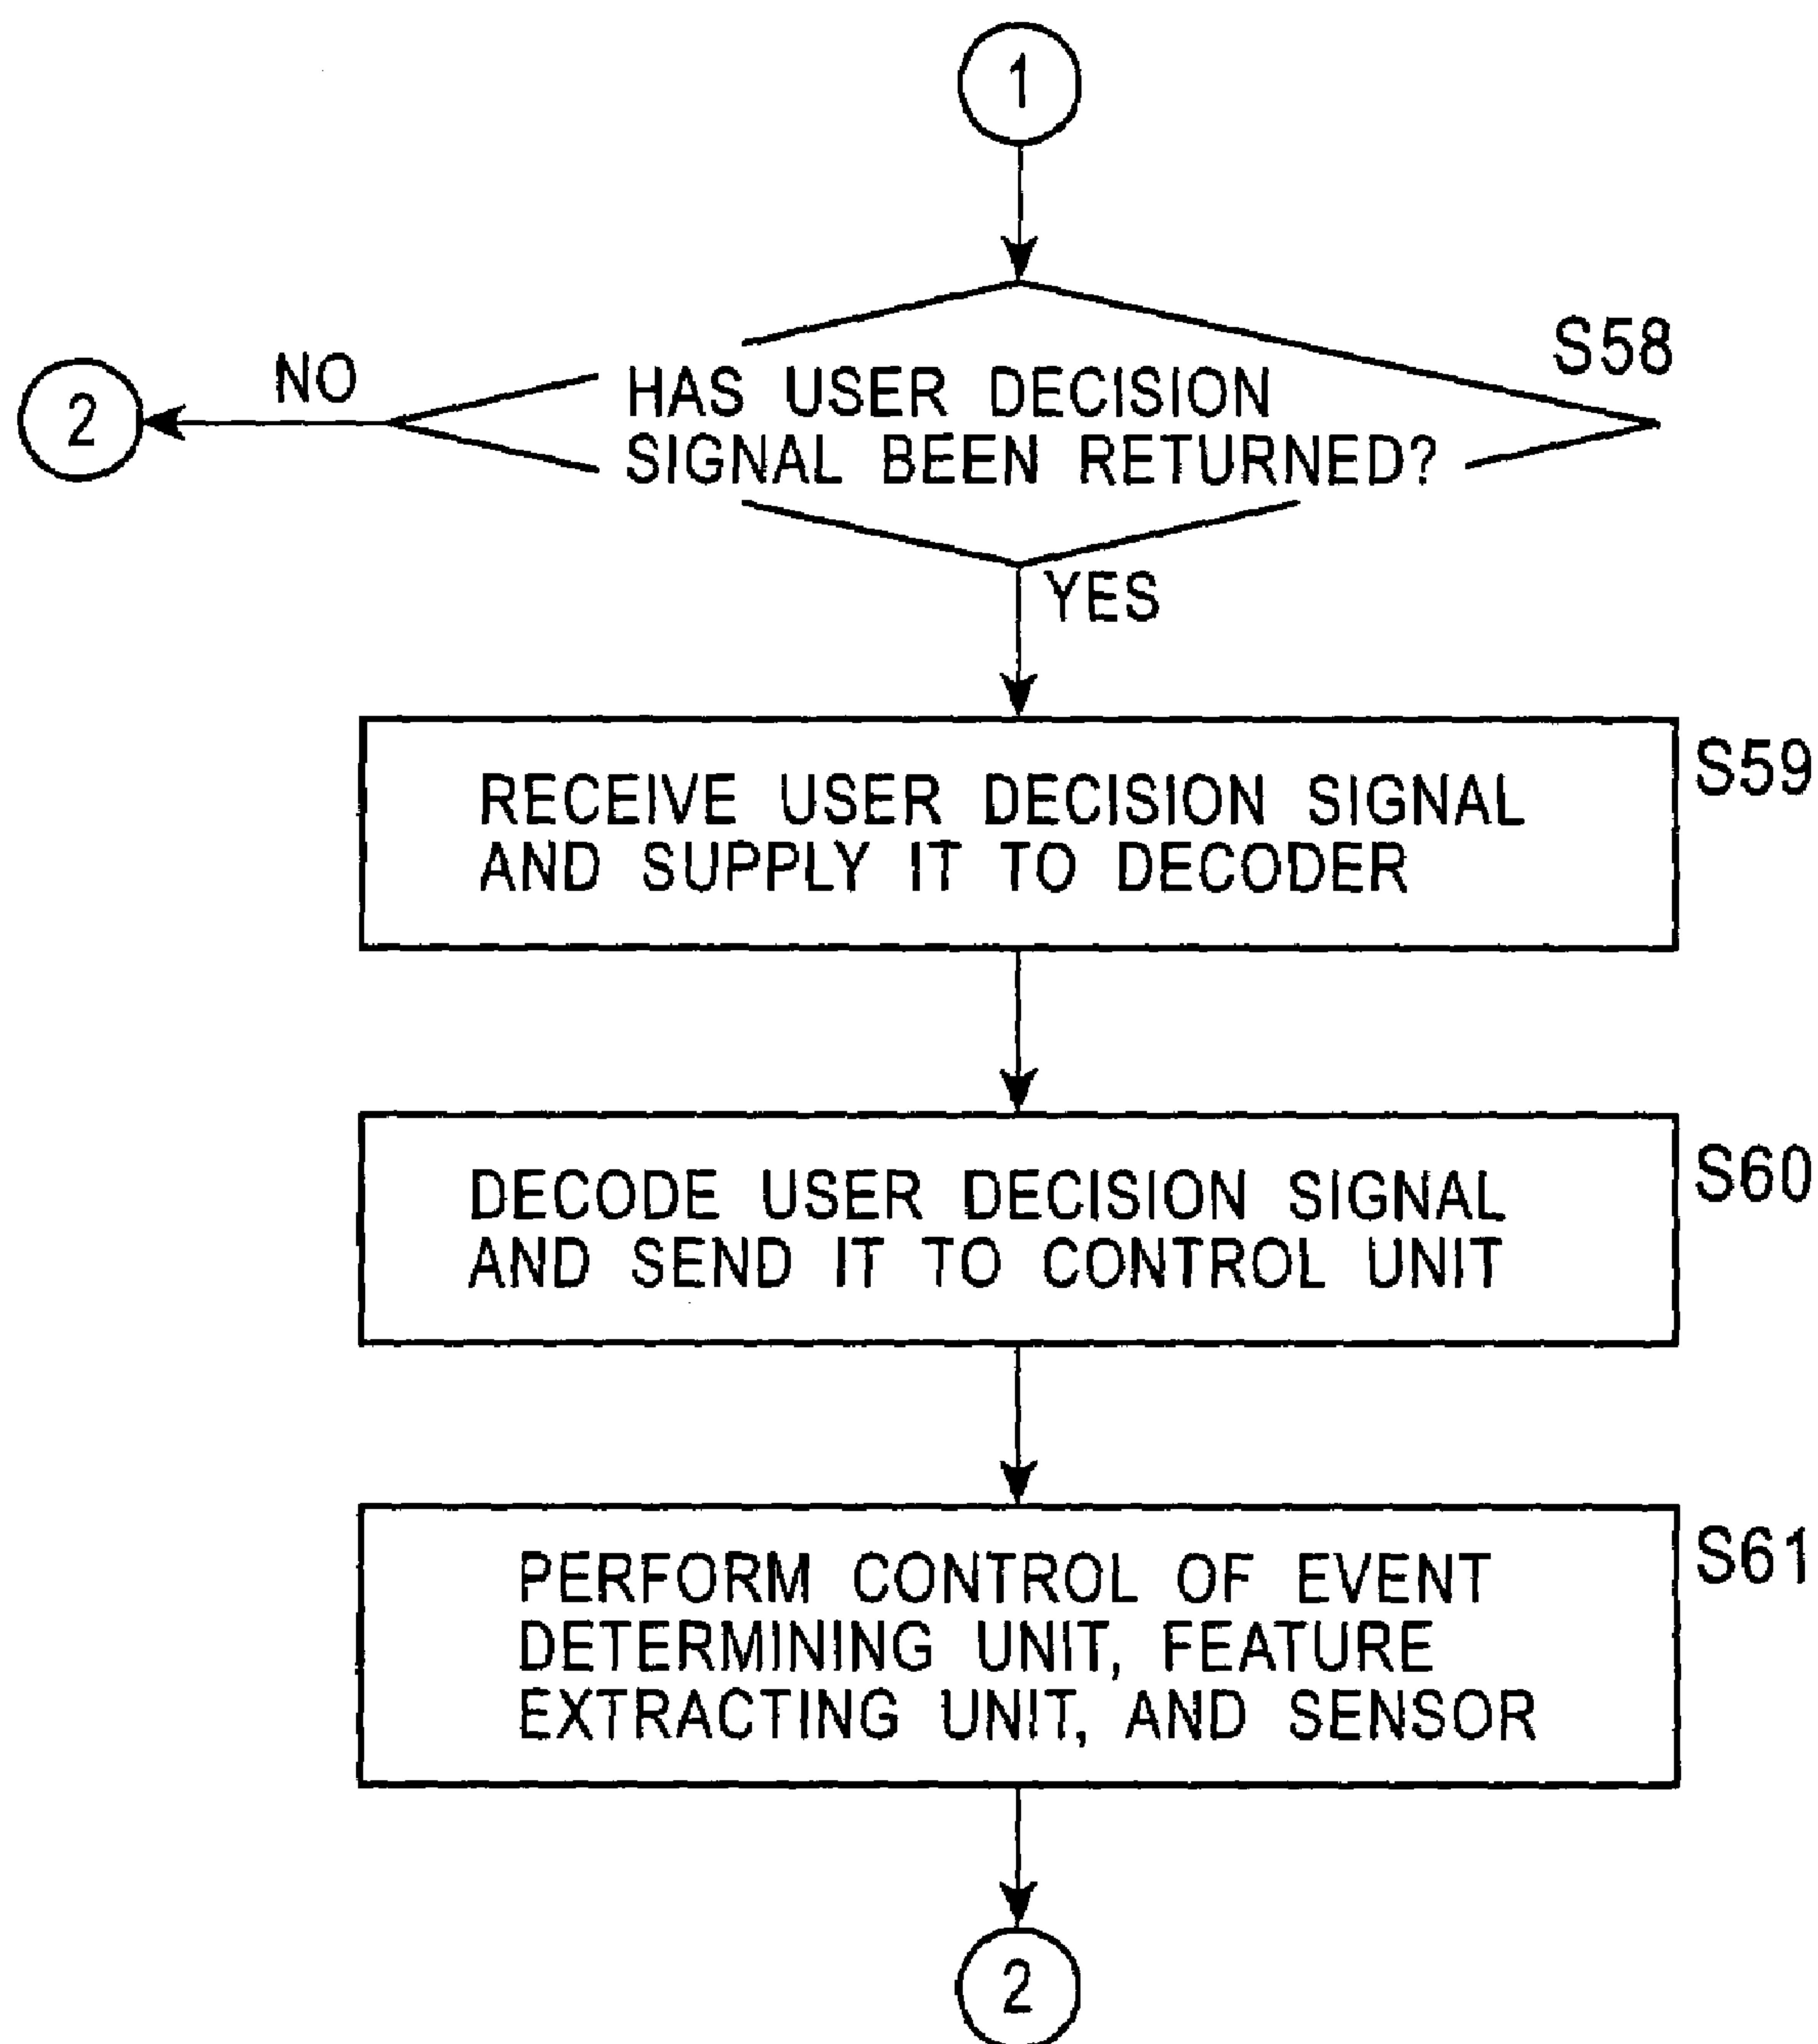 1
S58
NO
2
HAS USER DECISION
SIGNAL BEEN RETURNED?
YES
S59
RECEIVE USER DECISION SIGNAL
AND SUPPLY IT TO DECODER
S60
DECODE USER DECISION SIGNAL
AND SEND IT TO CONTROL UNIT
S61
PERFORM CONTROL OF EVENT
DETERMINING UNIT, FEATURE
EXTRACTING UNIT, AND SENSOR
2